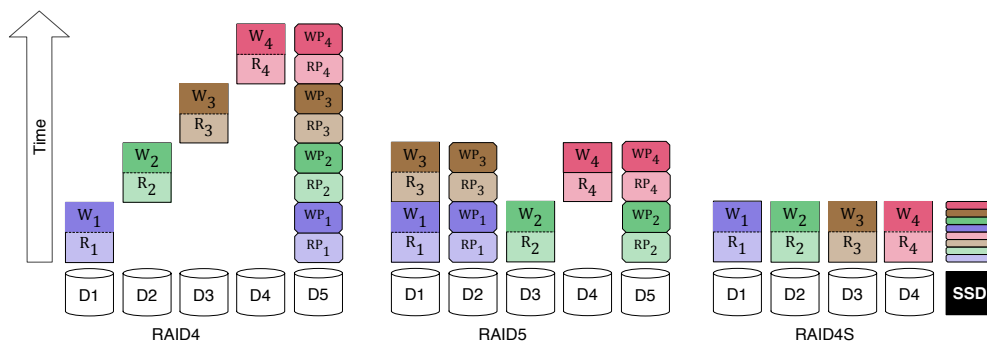 Time
W4
R4
WP4
RP4
W3
R3
WP3
RP3
W2
R2
WP2
RP2
W1
R1
WP1
RP1
D1 D2 D3 D4 D5
RAID4
W3 WP3 W4 WP4
R3 RP3 R4 RP4
W1 WP1 W2 WP2
R1 RP1 R2 RP2
D1 D2 D3 D4 D5
RAID5
W1 W2 W3 W4
R1 R2 R3 R4
D1 D2 D3 D4 SSD
RAID4S